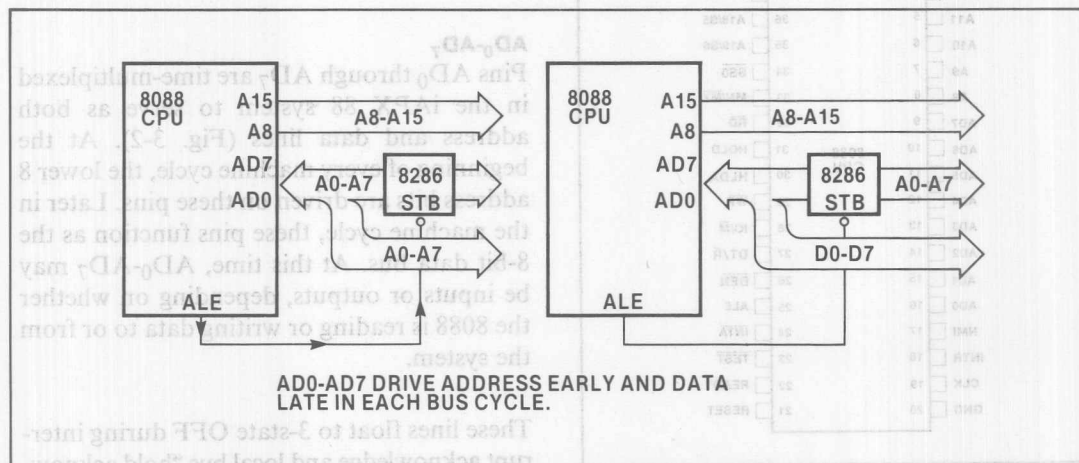 8088
CPU
A15
A8
A8-A15
AD7
AD0
A0-A7
8286
STB
A0-A7
ALE
8088
CPU
A15
A8
A8-A15
AD7
AD0
8286
STB
A0-A7
D0-D7
ALE
AD0-AD7 DRIVE ADDRESS EARLY AND DATA
LATE IN EACH BUS CYCLE.
AD₀-AD₇
Pins AD₀ through AD₇ are time-multiplexed
in the iAPX 88 system to serve as both
address and data lines (Fig. 3-2). At the
beginning of every machine cycle, the lower 8
address are driven these pins. Later in
the machine cycle, these pins function as the
8-bit data bus. At this time, AD₀-AD₇ may
be inputs or outputs, depending on whether
the 8088 is reading or writing data to or from
the system.
These lines float to 3-state OFF during inter-
rupt acknowledge and local bus "hold acknow-